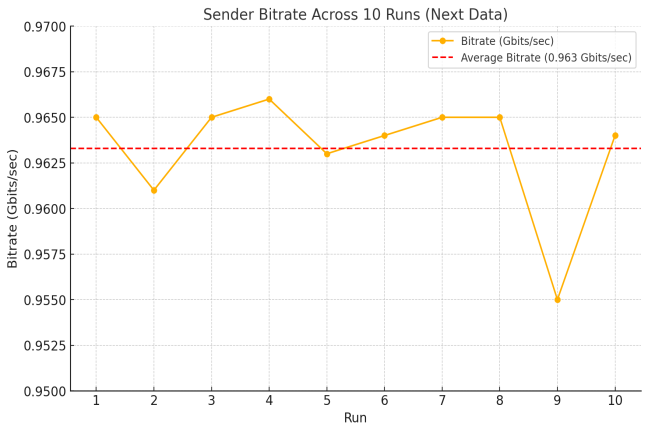 Sender Bitrate Across 10 Runs (Next Data)
Bitrate (Gbits/sec)
Average Bitrate (0.963 Gbits/sec)
Bitrate (Gbits/sec)
0.9700
0.9675
0.9650
0.9625
0.9600
0.9575
0.9550
0.9525
0.9500
1 2 3 4 5 6 7 8 9 10
Run